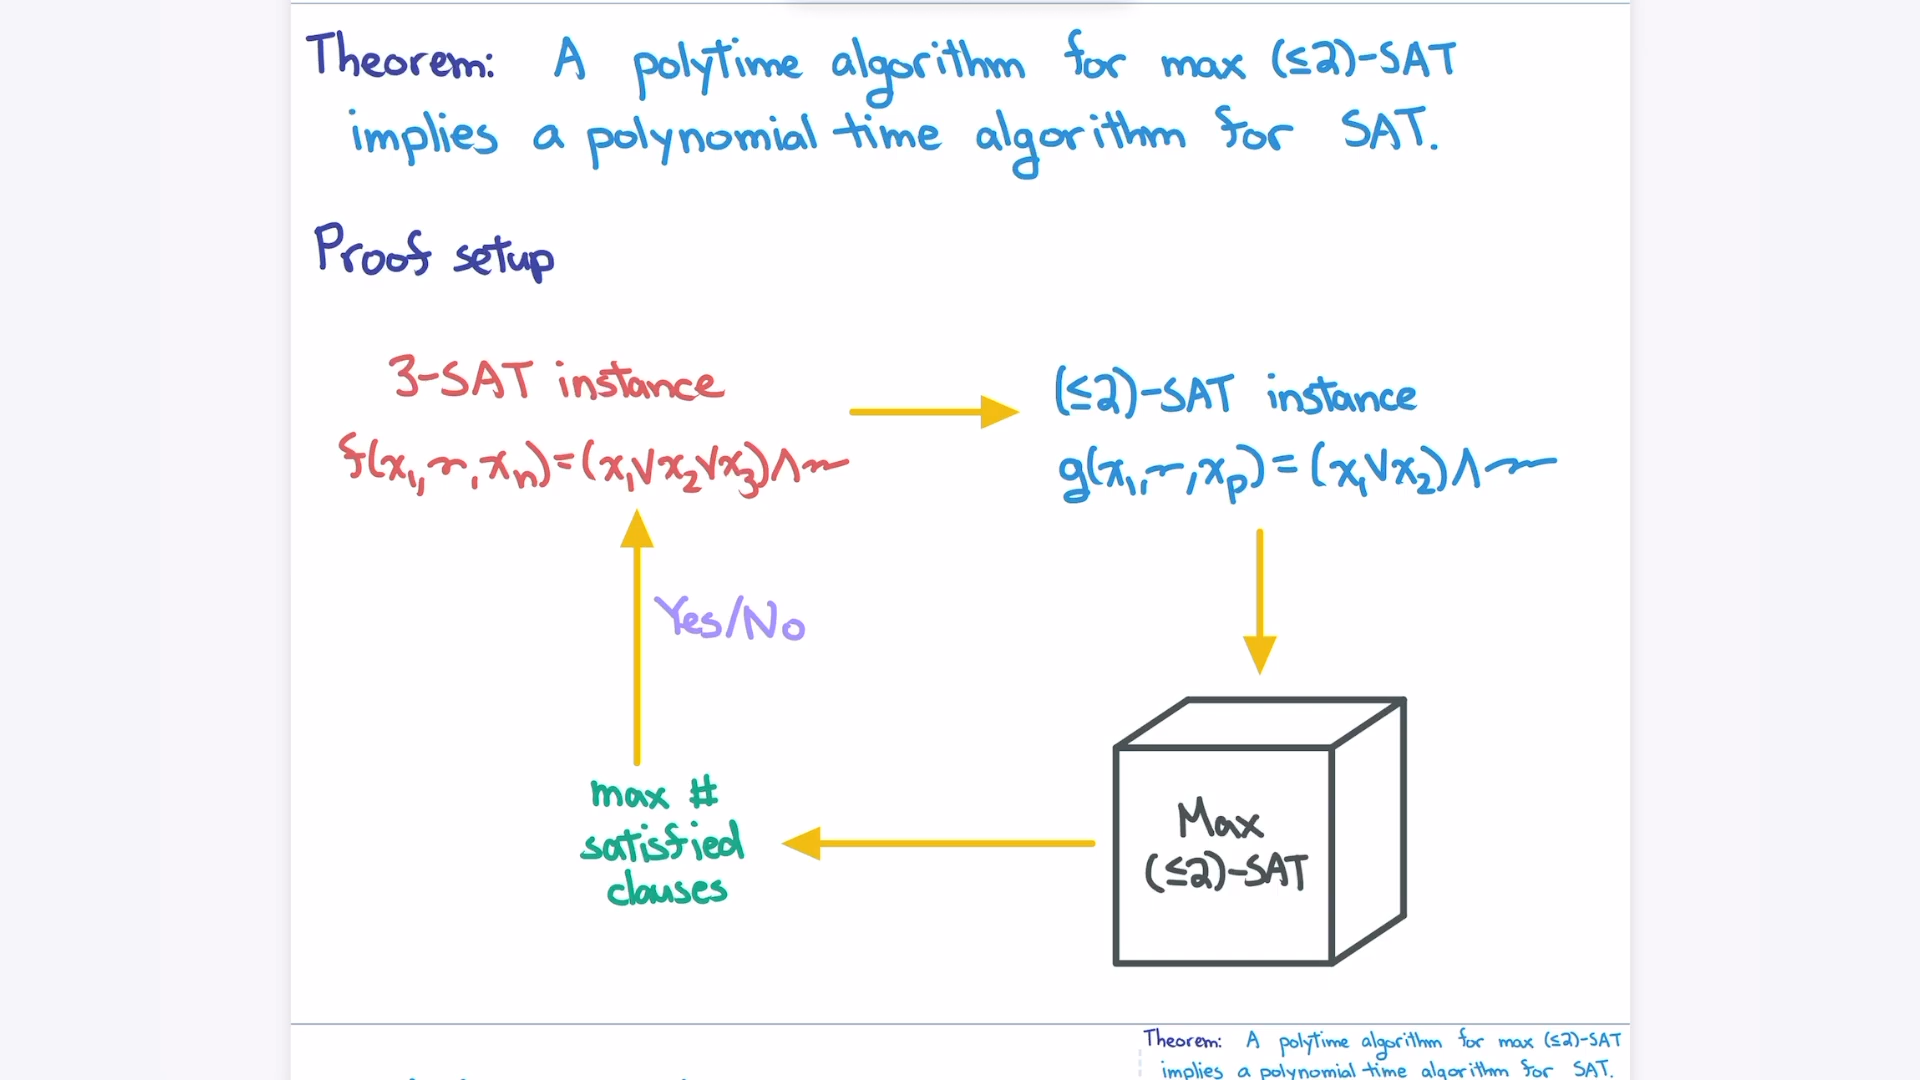 Theorem: A polytime algorithm for max (≤2)-SAT
implies a polynomial time algorithm for SAT.
Proof setup
3-SAT instance
f(x₁,~,xₙ)=(x₁∨x₂∨x₃)∧~
(≤2)-SAT instance
g(x₁,~,xₚ)=(x₁∨x₂)∧~
Yes/No
max #
satisfied
clauses
Max
(≤2)-SAT
Theorem: A polytime algorithm for max (≤2)-SAT
implies a polynomial time algorithm for SAT.